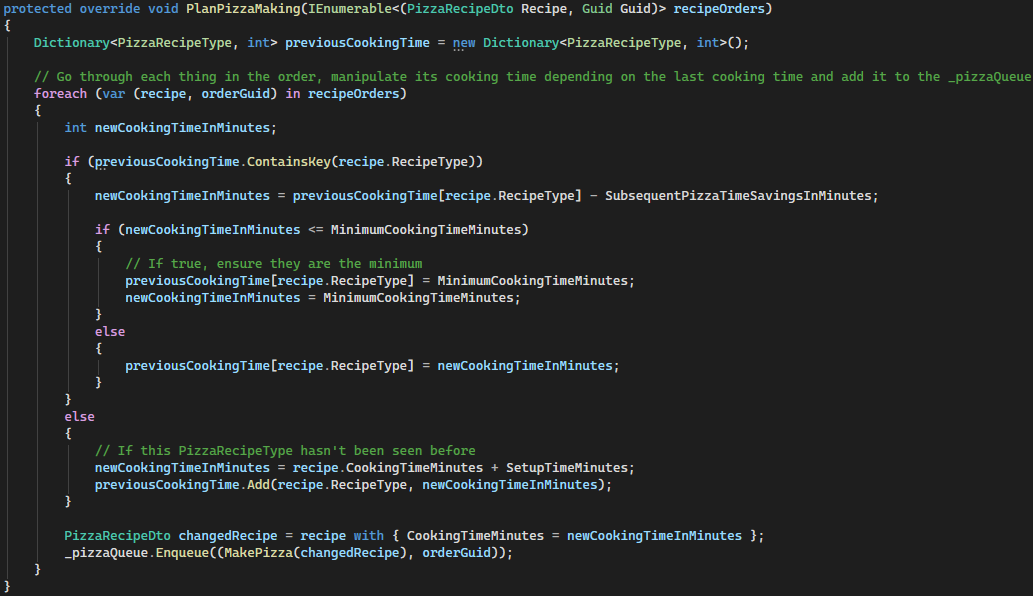 protected override void PlanPizzaMaking(IEnumerable<(PizzaRecipeDto Recipe, Guid Guid)> recipeOrders)
{
    Dictionary<PizzaRecipeType, int> previousCookingTime = new Dictionary<PizzaRecipeType, int>();

    // Go through each thing in the order, manipulate its cooking time depending on the last cooking time and add it to the _pizzaQueue
    foreach (var (recipe, orderGuid) in recipeOrders)
    {
        int newCookingTimeInMinutes;

        if (previousCookingTime.ContainsKey(recipe.RecipeType))
        {
            newCookingTimeInMinutes = previousCookingTime[recipe.RecipeType] - SubsequentPizzaTimeSavingsInMinutes;

            if (newCookingTimeInMinutes <= MinimumCookingTimeMinutes)
            {
                // If true, ensure they are the minimum
                previousCookingTime[recipe.RecipeType] = MinimumCookingTimeMinutes;
                newCookingTimeInMinutes = MinimumCookingTimeMinutes;
            }
            else
            {
                previousCookingTime[recipe.RecipeType] = newCookingTimeInMinutes;
            }
        }
        else
        {
            // If this PizzaRecipeType hasn't been seen before
            newCookingTimeInMinutes = recipe.CookingTimeMinutes + SetupTimeMinutes;
            previousCookingTime.Add(recipe.RecipeType, newCookingTimeInMinutes);
        }

        PizzaRecipeDto changedRecipe = recipe with { CookingTimeMinutes = newCookingTimeInMinutes };
        _pizzaQueue.Enqueue((MakePizza(changedRecipe), orderGuid));
    }
}